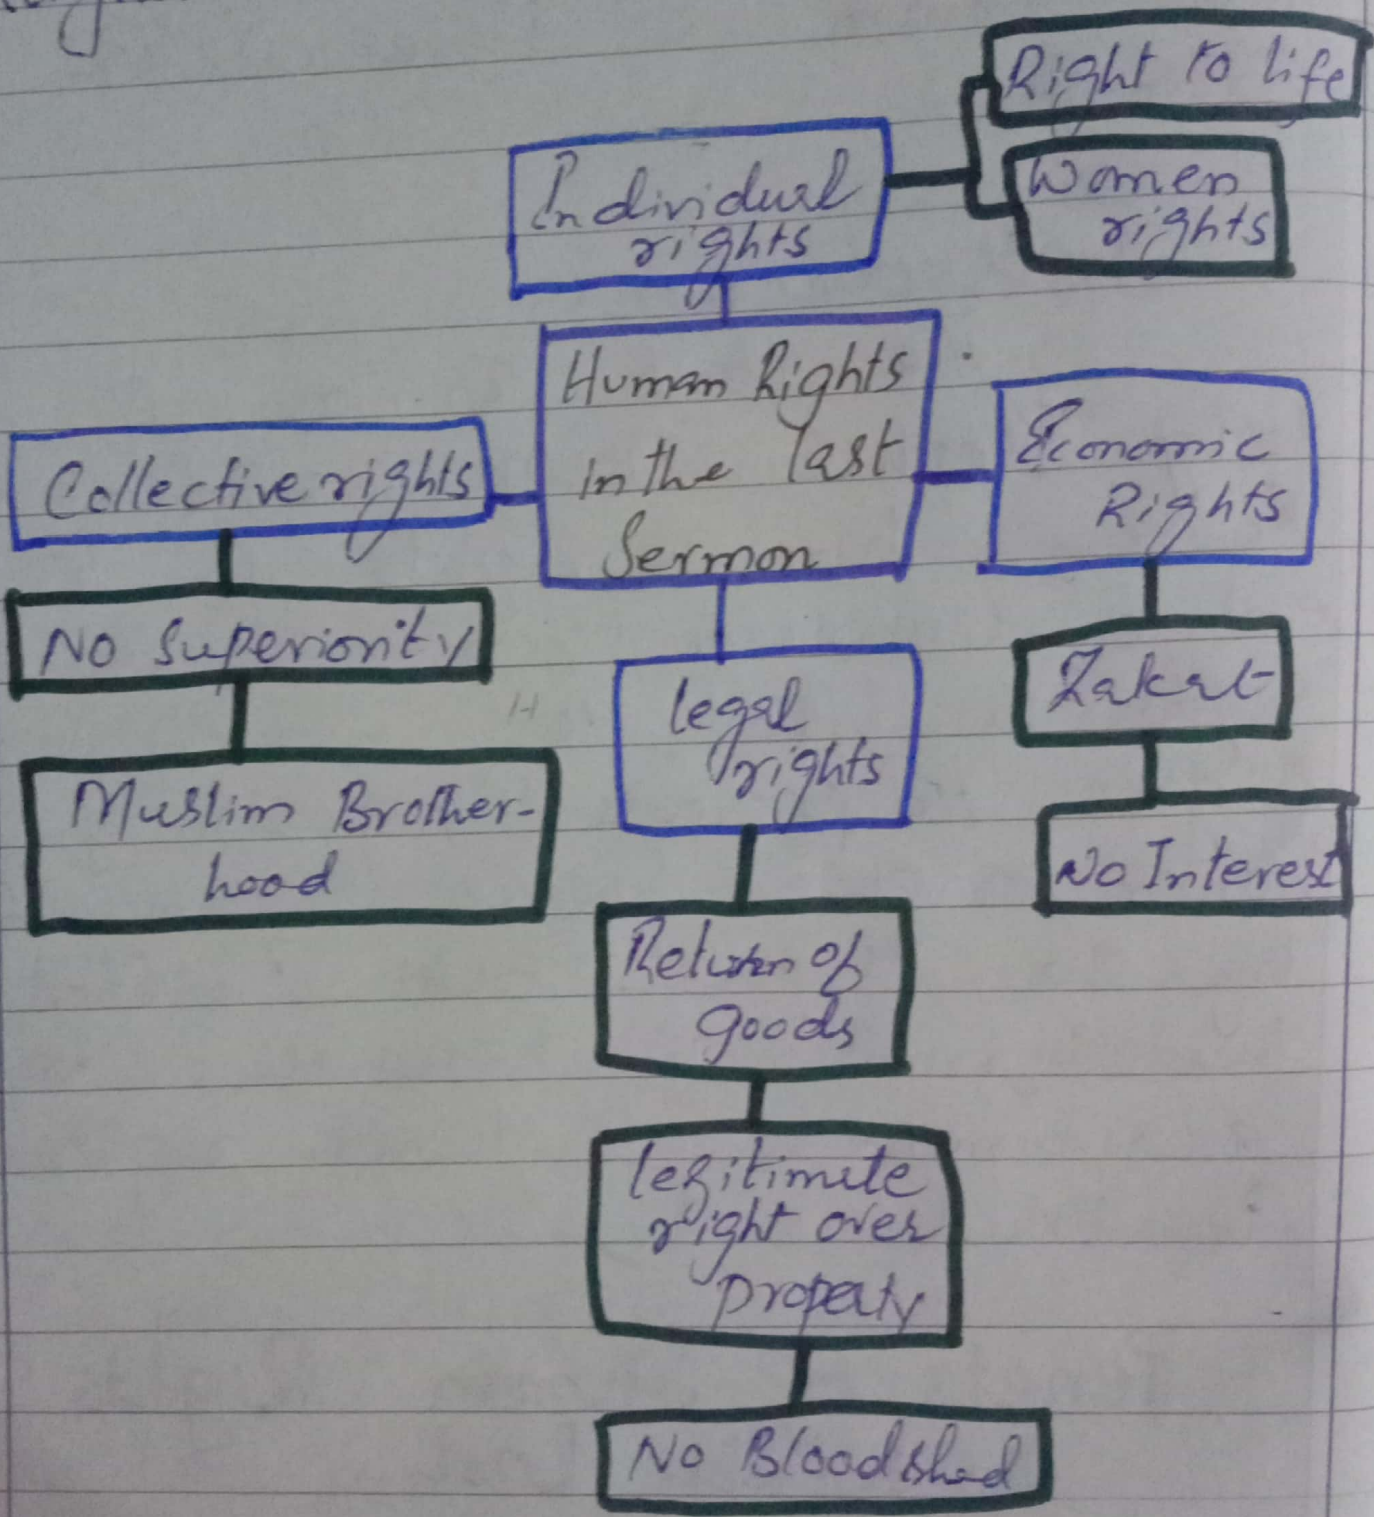 Right to life
Individual
rights
Women
rights
Human Rights
in the last
Sermon
Collective rights
Economic
Rights
No Superiority
Muslim Brother-
hood
legal
rights
Zakat
No Interest
Return of
goods
legitimate
right over
property
No Bloodshed